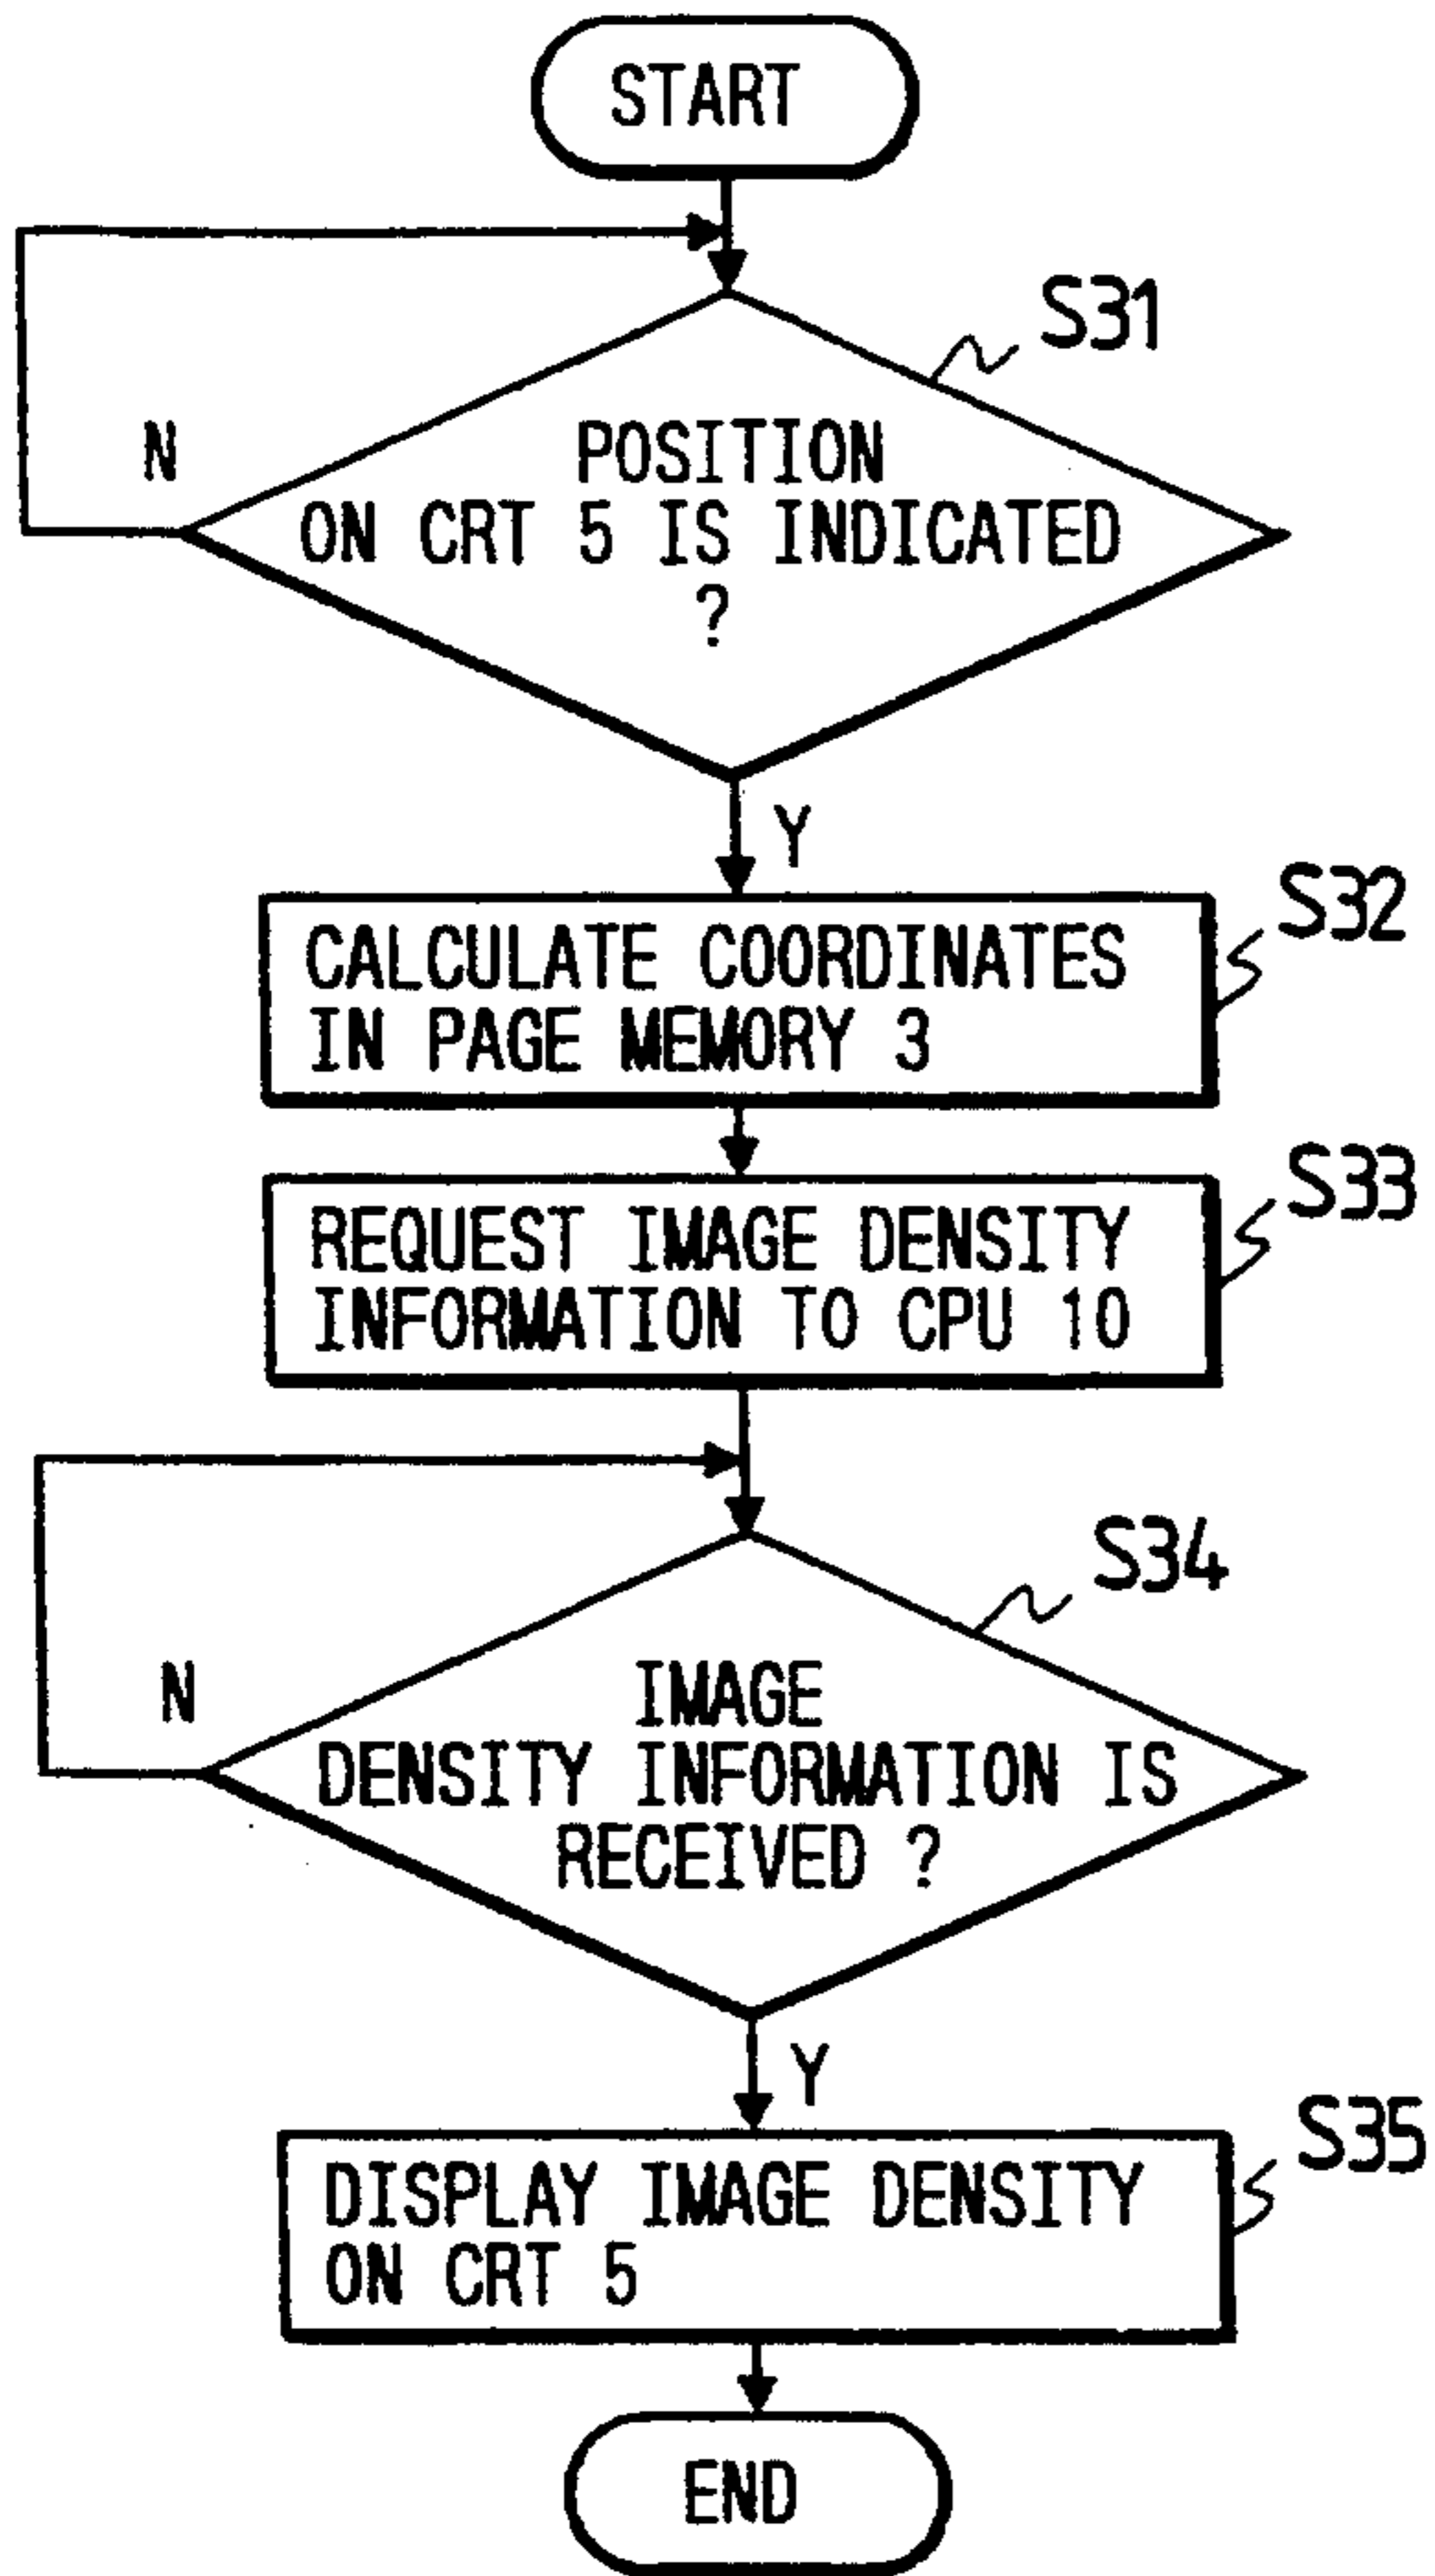 START
S31
N
POSITION
ON CRT 5 IS INDICATED
?
Y
S32
CALCULATE COORDINATES
IN PAGE MEMORY 3
S33
REQUEST IMAGE DENSITY
INFORMATION TO CPU 10
S34
N
IMAGE
DENSITY INFORMATION IS
RECEIVED ?
Y
S35
DISPLAY IMAGE DENSITY
ON CRT 5
END